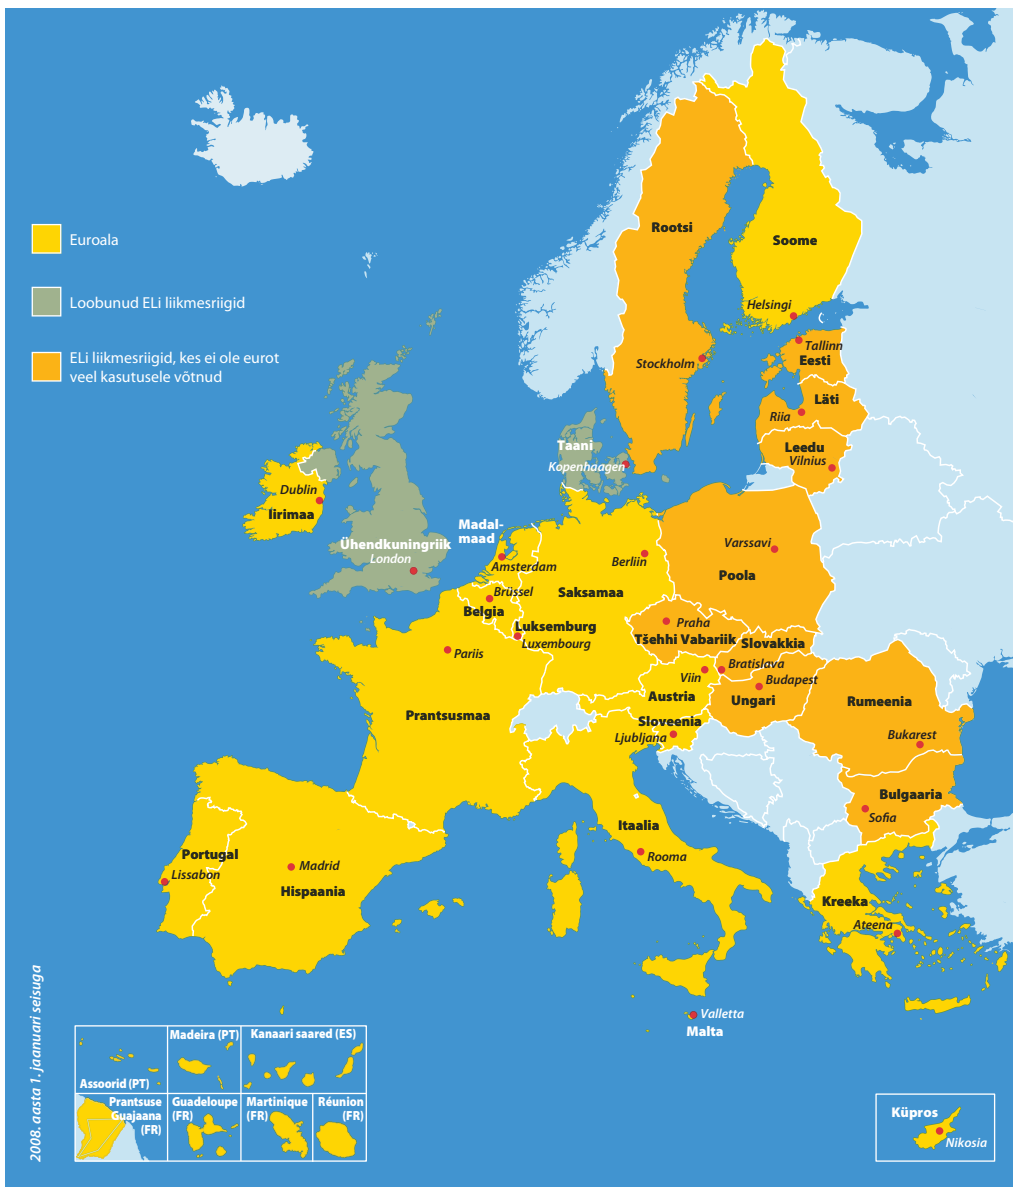 Euroala
Loobunud ELi liikmesriigid
ELi liikmesriigid, kes ei ole eurot
veel kasutusele võtnud
Rootsi
Soome
Helsingi
Stockholm
Tallinn
Eesti
Läti
Riia
Leedu
Vilnius
Taani
Kopenhaagen
Dublin
Iirimaa
Ühendkuningriik
London
Madal-
maad
Amsterdam
Brüssel
Belgia
Luksemburg
Luxembourg
Berliin
Saksamaa
Varssavi
Poola
Praha
Tšehhi Vabariik
Slovakkia
Bratislava
Viin
Austria
Budapest
Ungari
Pariis
Prantsusmaa
Sloveenia
Ljubljana
Rumeenia
Bukarest
Bulgaaria
Sofia
Itaalia
Rooma
Portugal
Lissabon
Madrid
Hispaania
Kreeka
Ateena
Valletta
Malta
2008. aasta 1. jaanuari seisuga
Assoorid (PT)
Madeira (PT)
Kanaari saared (ES)
Prantsuse
Guajaana
(FR)
Guadeloupe
(FR)
Martinique
(FR)
Réunion
(FR)
Küpros
Nikosia